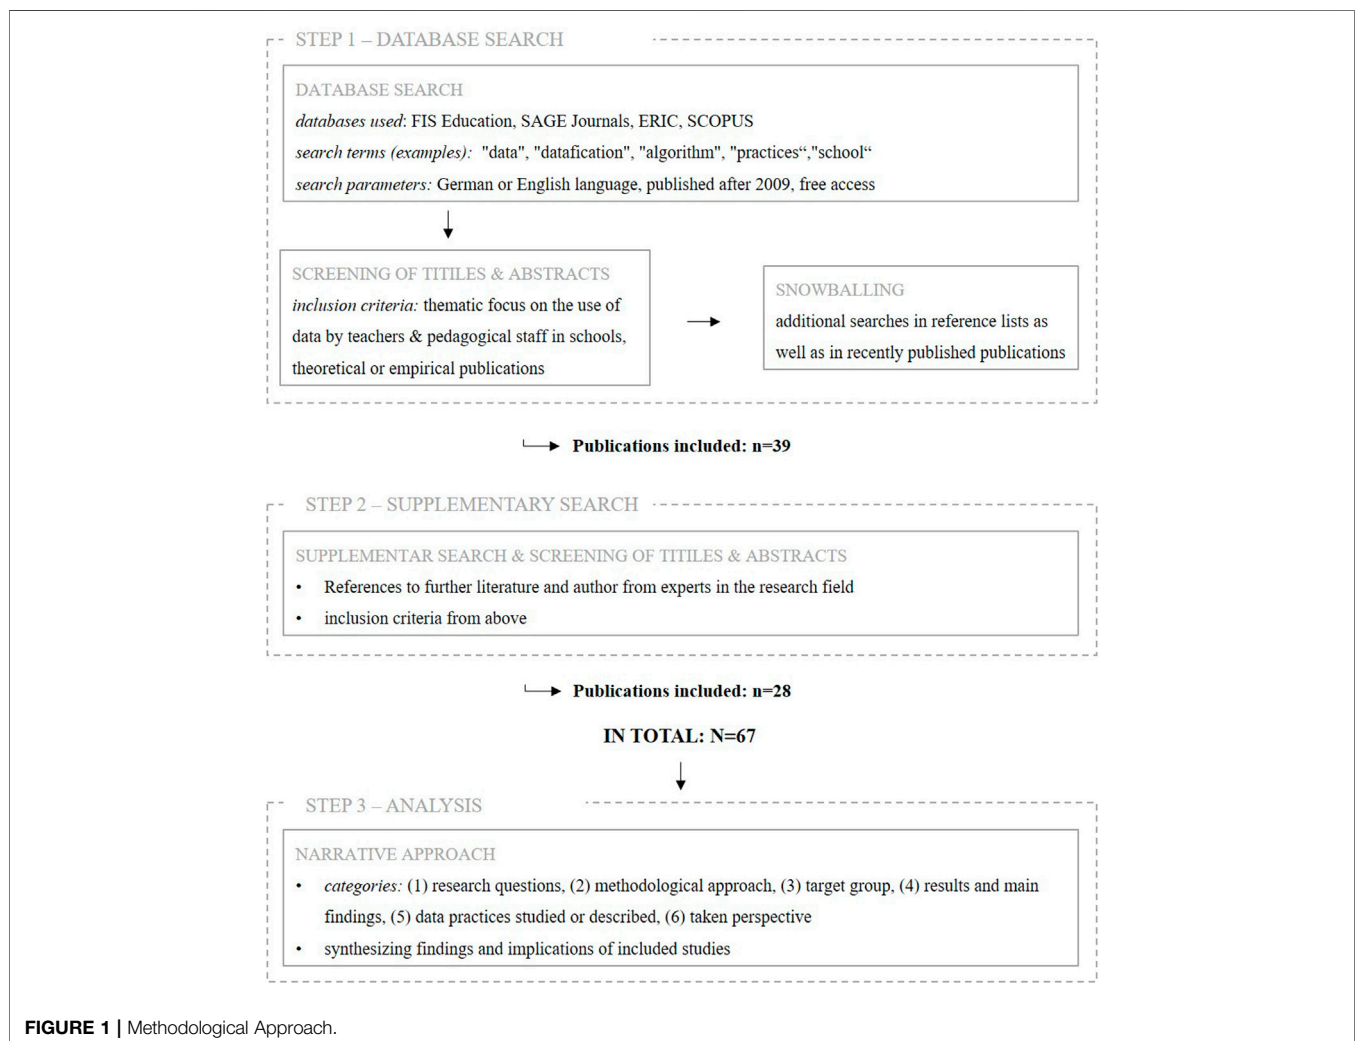 STEP 1 – DATABASE SEARCH
DATABASE SEARCH
databases used: FIS Education, SAGE Journals, ERIC, SCOPUS
search terms (examples): "data", "datafication", "algorithm", "practices“,"school“
search parameters: German or English language, published after 2009, free access
SCREENING OF TITILES & ABSTRACTS
inclusion criteria: thematic focus on the use of
data by teachers & pedagogical staff in schools,
theoretical or empirical publications
SNOWBALLING
additional searches in reference lists as
well as in recently published publications
Publications included: n=39
STEP 2 – SUPPLEMENTARY SEARCH
SUPPLEMENTAR SEARCH & SCREENING OF TITILES & ABSTRACTS
• References to further literature and author from experts in the research field
• inclusion criteria from above
Publications included: n=28
IN TOTAL: N=67
STEP 3 – ANALYSIS
NARRATIVE APPROACH
• categories: (1) research questions, (2) methodological approach, (3) target group, (4) results and main
findings, (5) data practices studied or described, (6) taken perspective
• synthesizing findings and implications of included studies
FIGURE 1 | Methodological Approach.